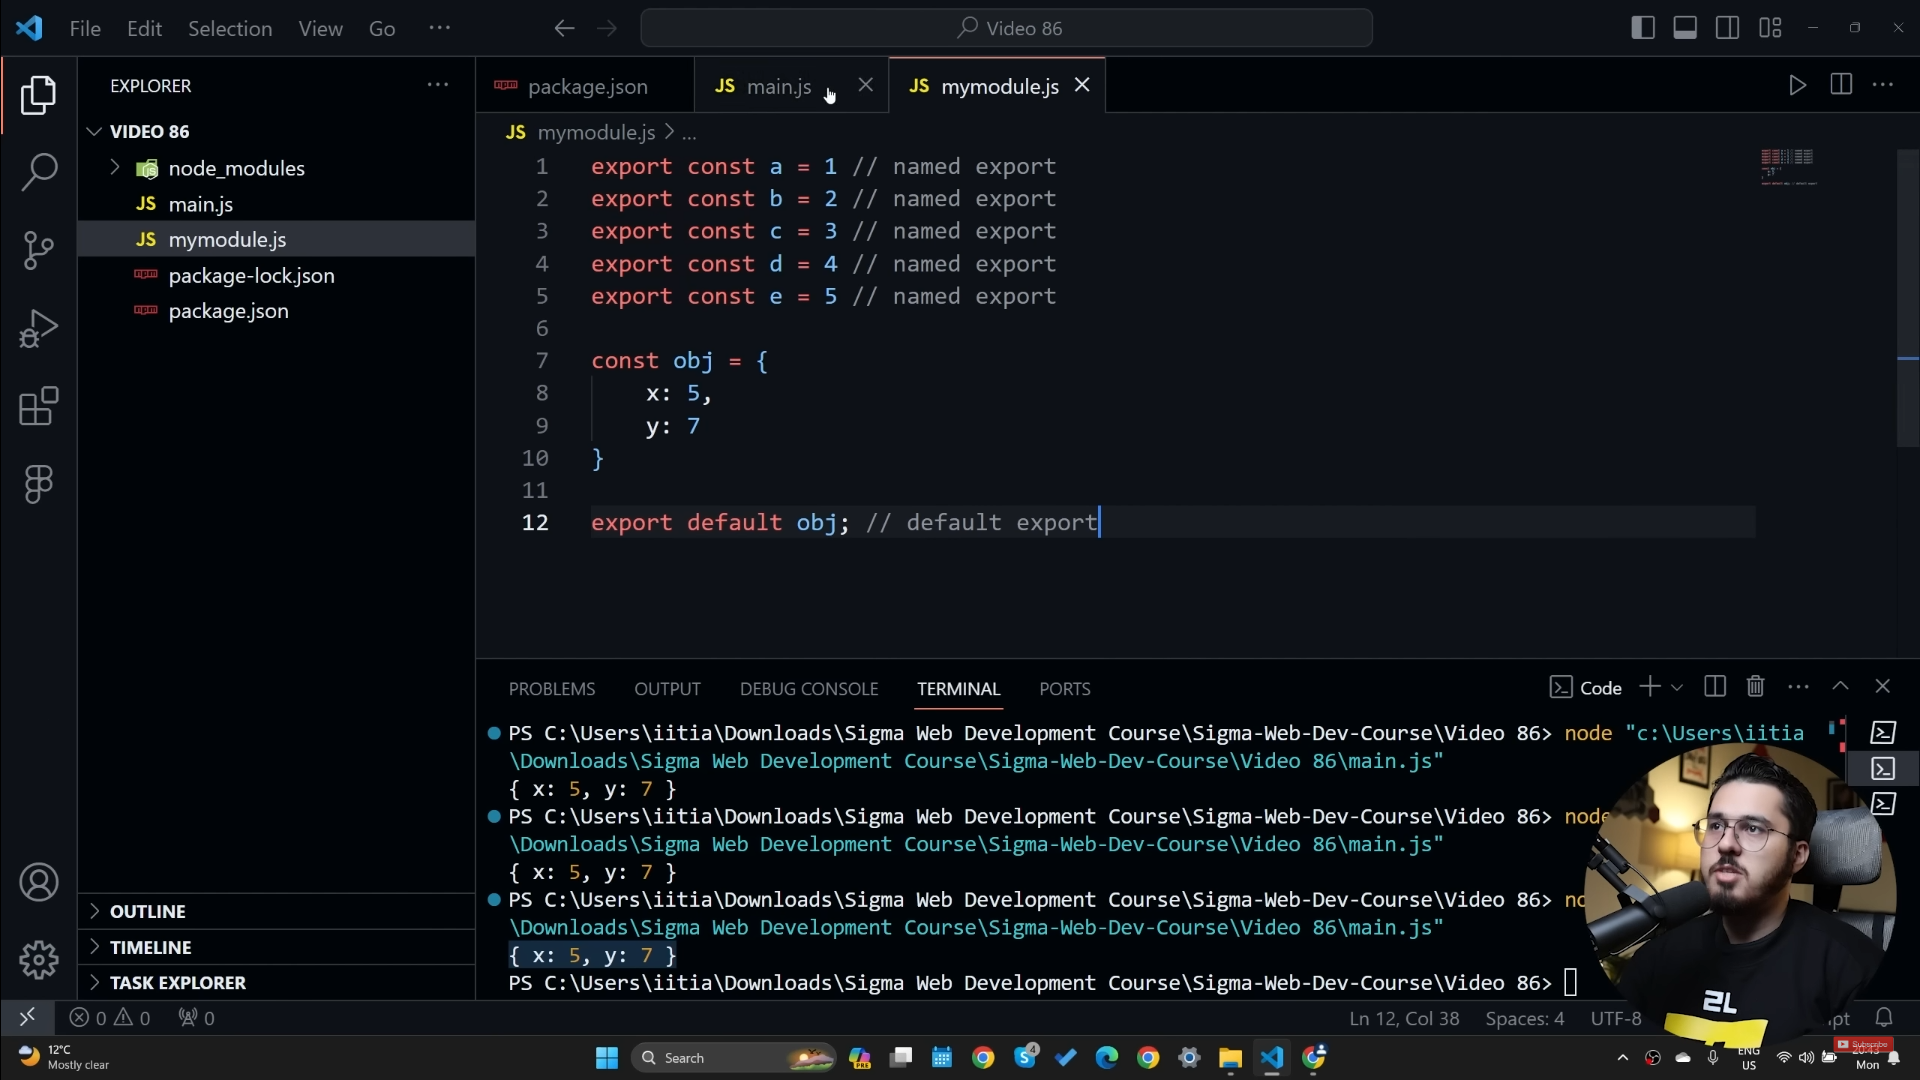 File Edit Selection View Go ... Video 86
EXPLORER ...
VIDEO 86
node_modules
JS main.js
JS mymodule.js
package-lock.json
package.json
OUTLINE
TIMELINE
TASK EXPLORER
package.json JS main.js JS mymodule.js
JS mymodule.js > ...
1 export const a = 1 // named export
2 export const b = 2 // named export
3 export const c = 3 // named export
4 export const d = 4 // named export
5 export const e = 5 // named export
6
7 const obj = {
8 x: 5,
9 y: 7
10 }
11
12 export default obj; // default export
PROBLEMS OUTPUT DEBUG CONSOLE TERMINAL PORTS Code
PS C:\Users\iitia\Downloads\Sigma Web Development Course\Sigma-Web-Dev-Course\Video 86> node "c:\Users\iitia
\Downloads\Sigma Web Development Course\Sigma-Web-Dev-Course\Video 86\main.js"
{ x: 5, y: 7 }
PS C:\Users\iitia\Downloads\Sigma Web Development Course\Sigma-Web-Dev-Course\Video 86> node
\Downloads\Sigma Web Development Course\Sigma-Web-Dev-Course\Video 86\main.js"
{ x: 5, y: 7 }
PS C:\Users\iitia\Downloads\Sigma Web Development Course\Sigma-Web-Dev-Course\Video 86>
\Downloads\Sigma Web Development Course\Sigma-Web-Dev-Course\Video 86\main.js"
{ x: 5, y: 7 }
PS C:\Users\iitia\Downloads\Sigma Web Development Course\Sigma-Web-Dev-Course\Video 86>
0 0 0 Ln 12, Col 38 Spaces: 4 UTF-8
12°C
Mostly clear
Search
PRE
4
ENG
US
Subscribe
Mon